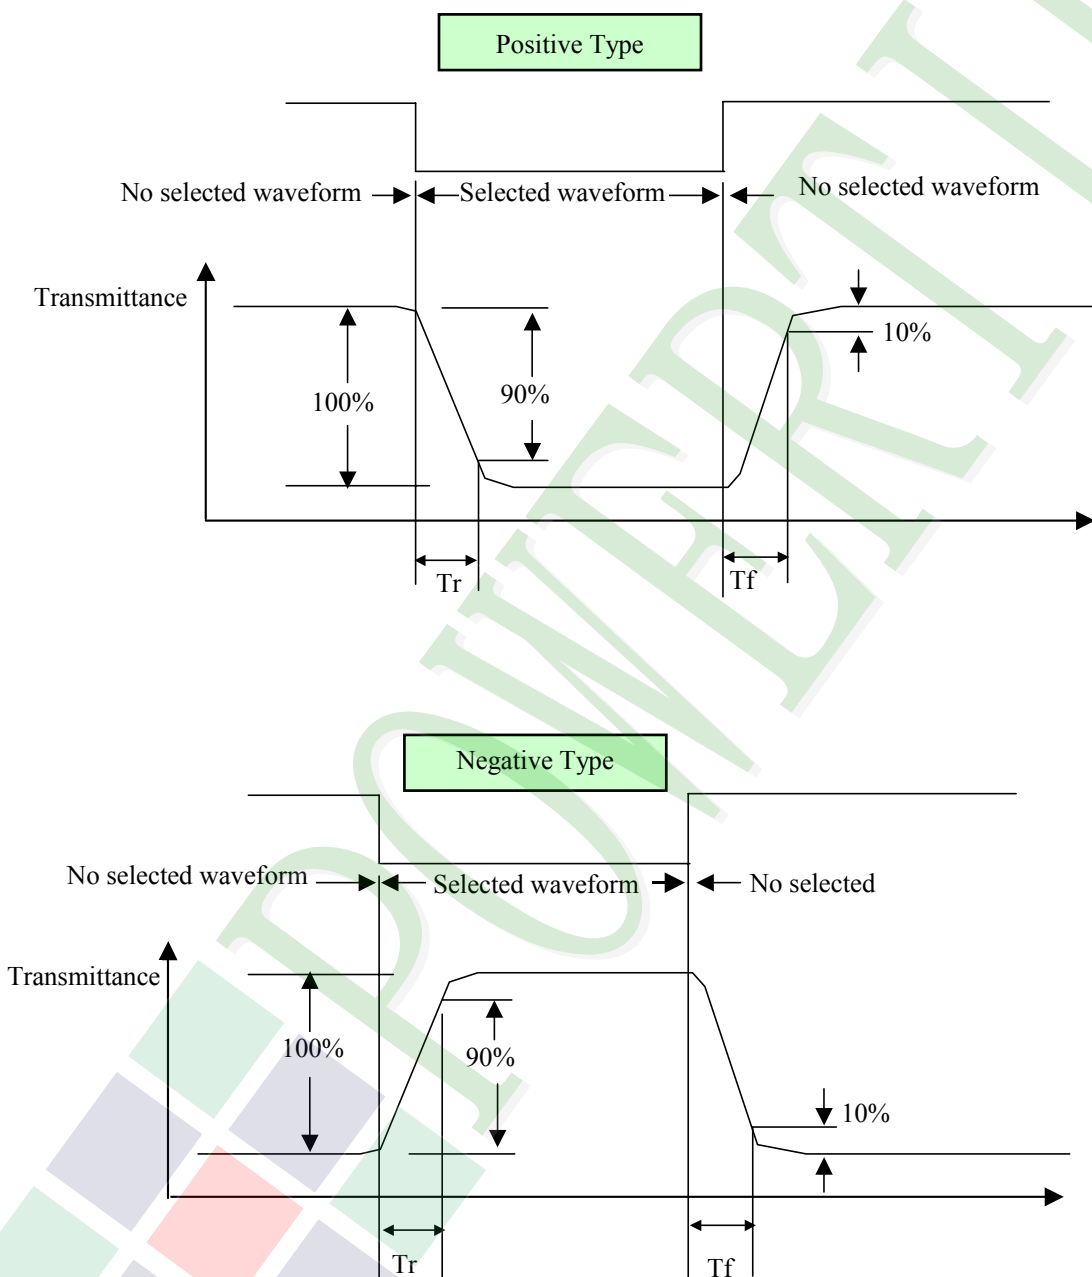 Positive Type
No selected waveform
Selected waveform
No selected waveform
Transmittance
10%
100%
90%
Tr
Tf
Negative Type
No selected waveform
Selected waveform
No selected
Transmittance
100%
90%
10%
Tr
Tf
POWERTI